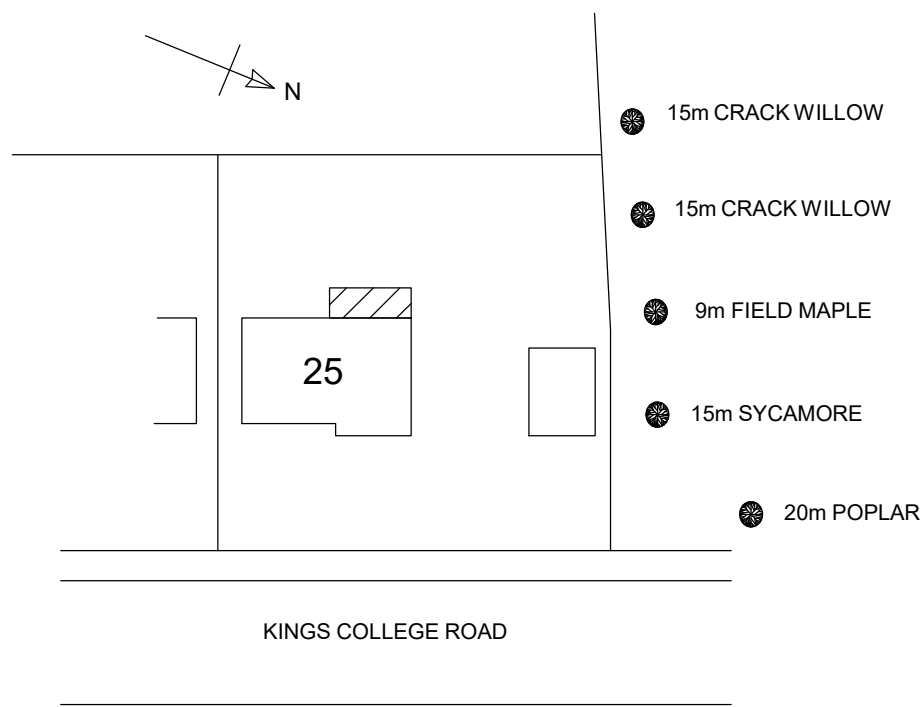 N
15m CRACK WILLOW
15m CRACK WILLOW
9m FIELD MAPLE
25
15m SYCAMORE
20m POPLAR
KINGS COLLEGE ROAD